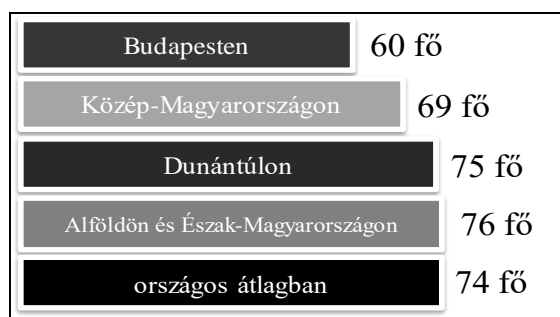 Budapesten 60 fő
Közép-Magyarországon 69 fő
Dunántúlon 75 fő
Alföldön és Észak-Magyarországon 76 fő
országos átlagban 74 fő